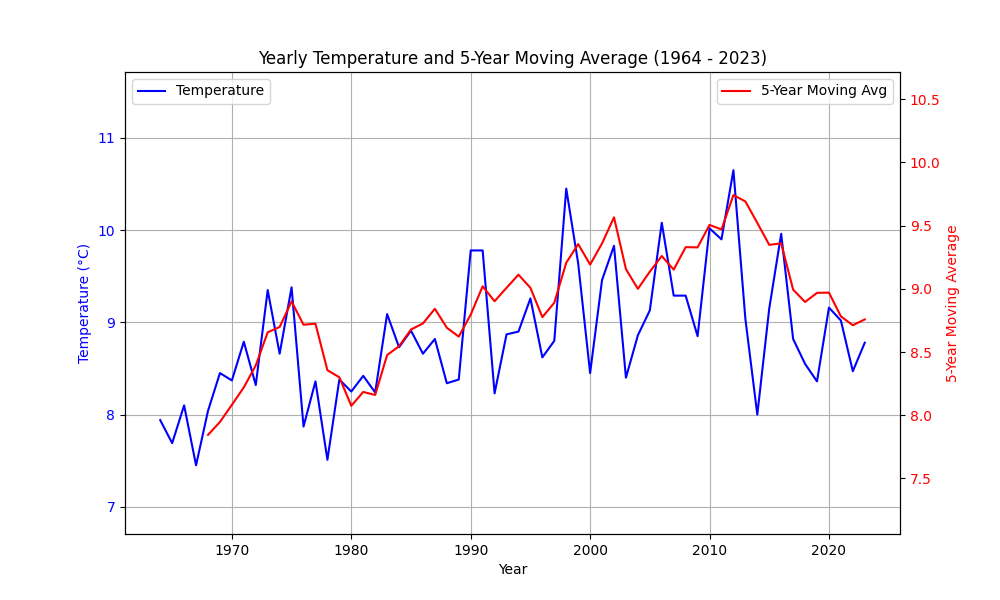 Yearly Temperature and 5-Year Moving Average (1964 - 2023)
Temperature
5-Year Moving Avg
11
10
9
8
7
Temperature (°C)
10.5
10.0
9.5
9.0
8.5
8.0
7.5
5-Year Moving Average
1970 1980 1990 2000 2010 2020
Year